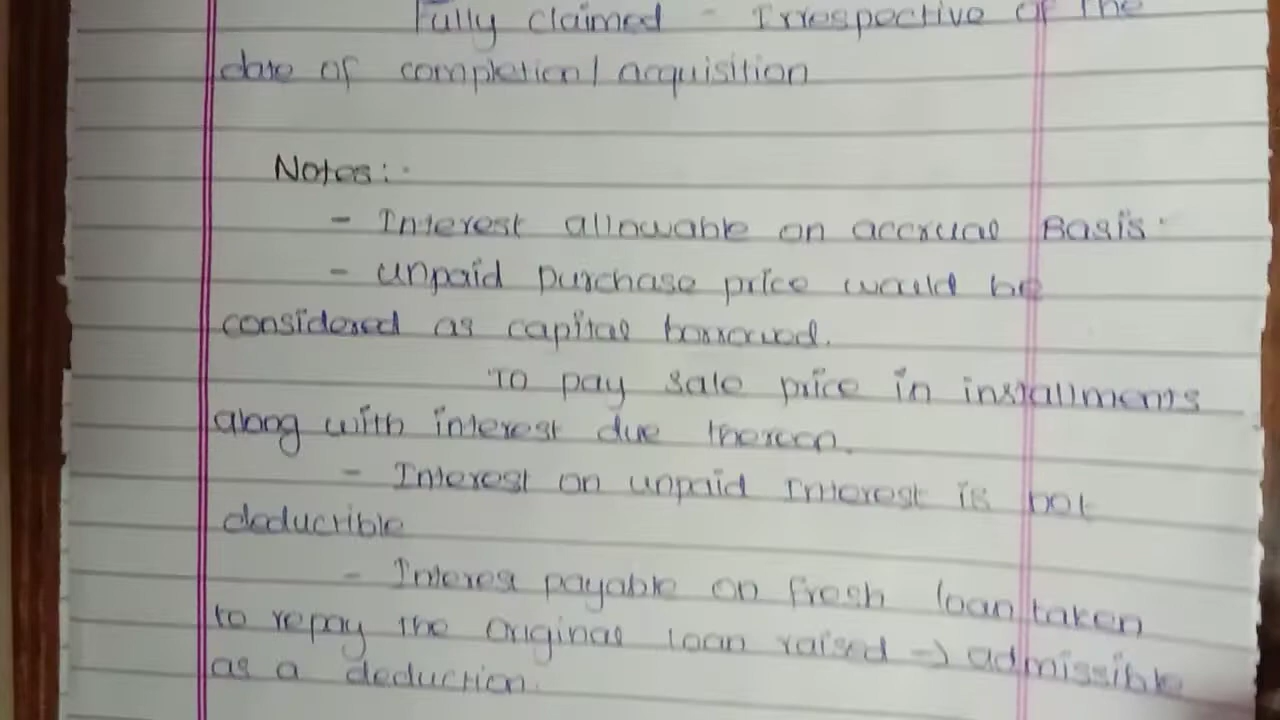 Fully claimed - Irrespective of the
date of completion / acquisition
Notes:-
- Interest allowable on accrual Basis.
- unpaid purchase price would be
considered as capital borrowed.
To pay sale price in installments
along with interest due thereon.
- Interest on unpaid interest is not
deductible
- Interest payable on fresh loan taken
to repay the original loan raised → admissible
as a deduction.